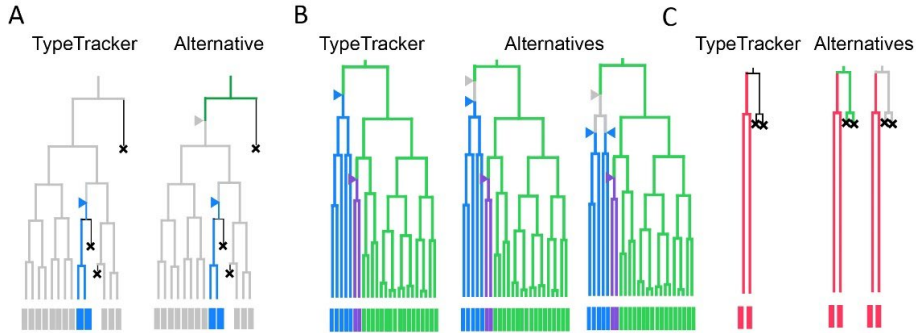 A
TypeTracker
Alternative
B
TypeTracker
Alternatives
C
TypeTracker
Alternatives